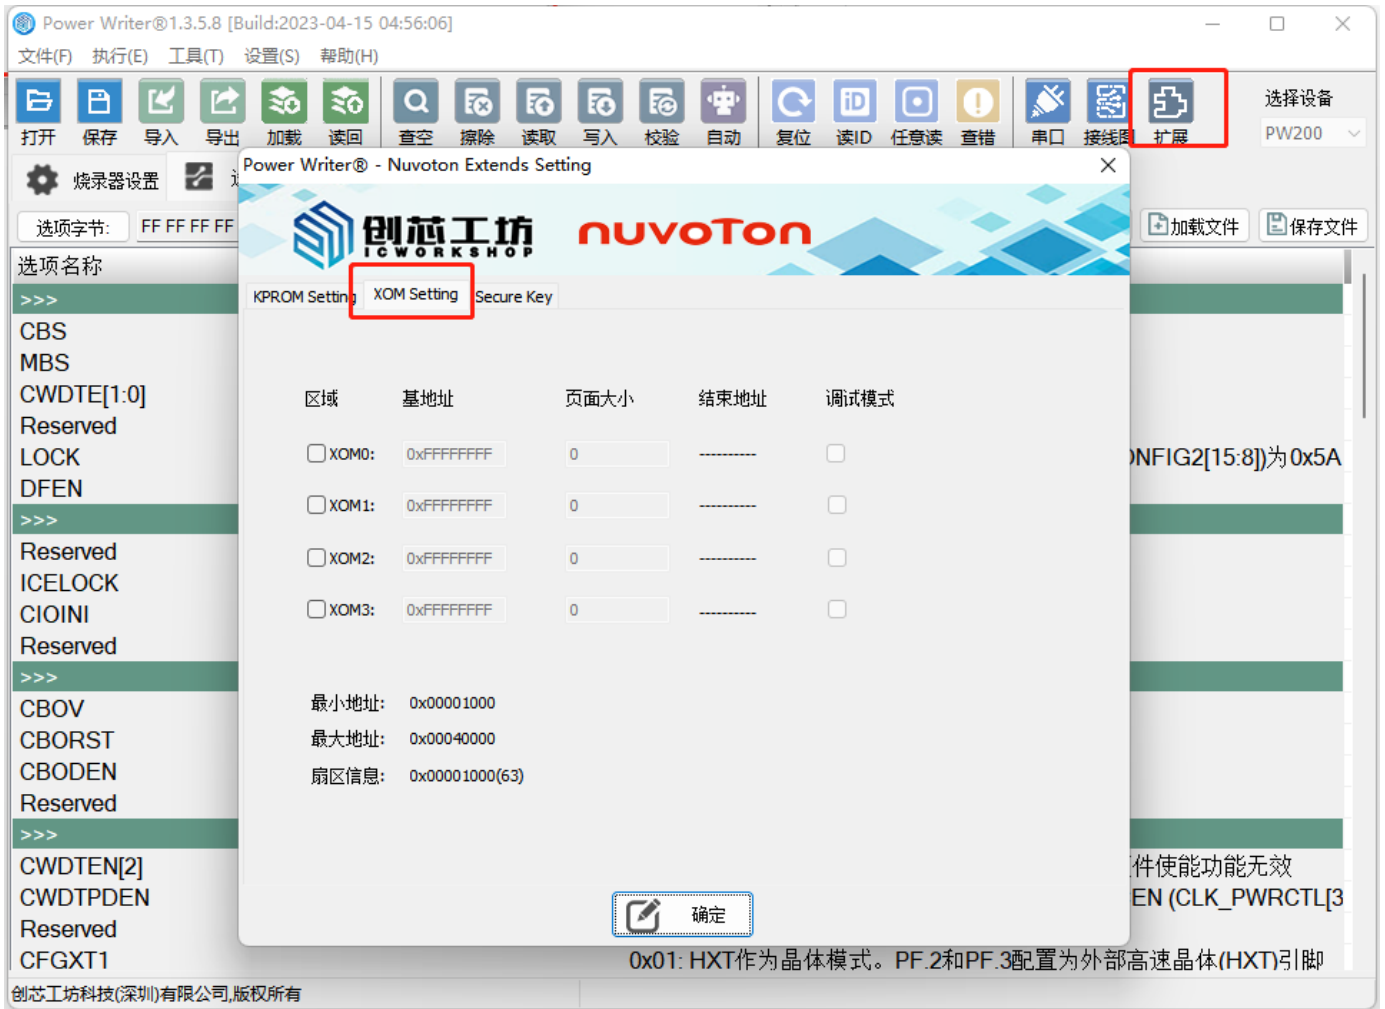 Power Writer®1.3.5.8 [Build:2023-04-15 04:56:06]
文件(F) 执行(E) 工具(T) 设置(S) 帮助(H)
打开 保存 导入 导出 加载 读回 查空 擦除 读取 写入 校验 自动 复位 读ID 任意读 查错 串口 接线图 扩展
选择设备
PW200
烧录器设置
选项字节: FF FF FF FF
加载文件 保存文件
选项名称
>>>
CBS
MBS
CWDTE[1:0]
Reserved
LOCK
NFIG2[15:8])为0x5A
DFEN
>>>
Reserved
ICELOCK
CIOINI
Reserved
>>>
CBOV
CBORST
CBODEN
Reserved
>>>
CWDTEN[2]
件使能功能无效
CWDTPDEN
EN (CLK_PWRCTL[3
Reserved
CFGXT1
0x01: HXT作为晶体模式。PF.2和PF.3配置为外部高速晶体(HXT)引脚
创芯工坊科技(深圳)有限公司,版权所有
Power Writer® - Nuvoton Extends Setting
创芯工坊
ICWORKSHOP
nuvoTon
KPROM Setting XOM Setting Secure Key
区域 基地址 页面大小 结束地址 调试模式
XOM0: 0xFFFFFFFF 0 ----------
XOM1: 0xFFFFFFFF 0 ----------
XOM2: 0xFFFFFFFF 0 ----------
XOM3: 0xFFFFFFFF 0 ----------
最小地址: 0x00001000
最大地址: 0x00040000
扇区信息: 0x00001000(63)
确定